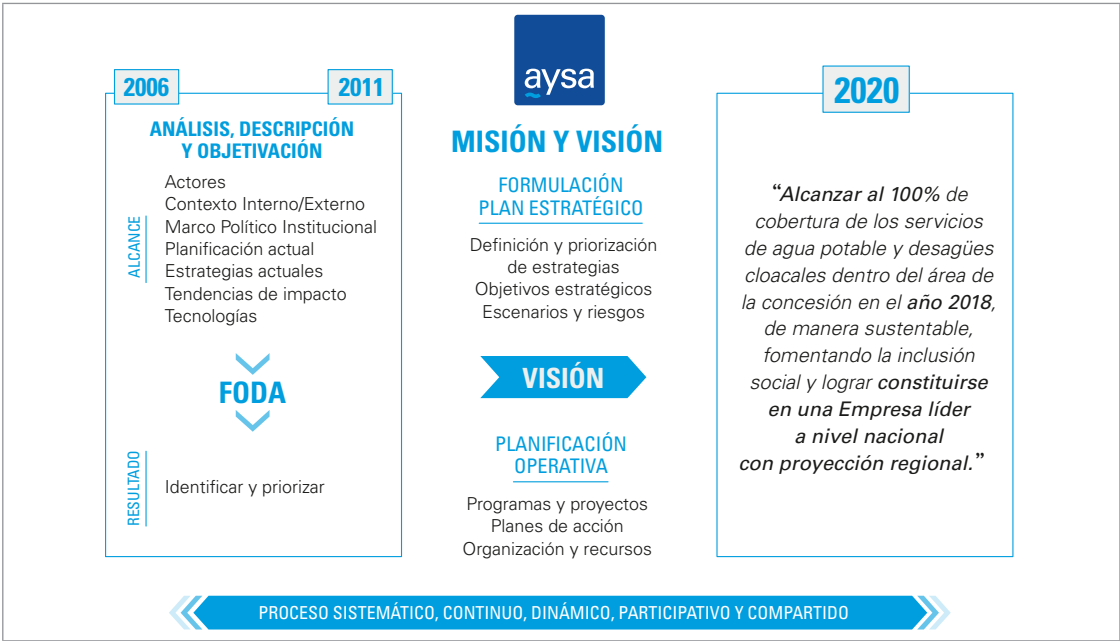 2006
2011
ANÁLISIS, DESCRIPCIÓN
Y OBJETIVACIÓN
ALCANCE
Actores
Contexto Interno/Externo
Marco Político Institucional
Planificación actual
Estrategias actuales
Tendencias de impacto
Tecnologías
FODA
RESULTADO
Identificar y priorizar
aysa
MISIÓN Y VISIÓN
FORMULACIÓN
PLAN ESTRATÉGICO
Definición y priorización
de estrategias
Objetivos estratégicos
Escenarios y riesgos
VISIÓN
PLANIFICACIÓN
OPERATIVA
Programas y proyectos
Planes de acción
Organización y recursos
2020
“Alcanzar al 100% de
cobertura de los servicios
de agua potable y desagües
cloacales dentro del área de
la concesión en el año 2018,
de manera sustentable,
fomentando la inclusión
social y lograr constituirse
en una Empresa líder
a nivel nacional
con proyección regional.”
PROCESO SISTEMÁTICO, CONTINUO, DINÁMICO, PARTICIPATIVO Y COMPARTIDO